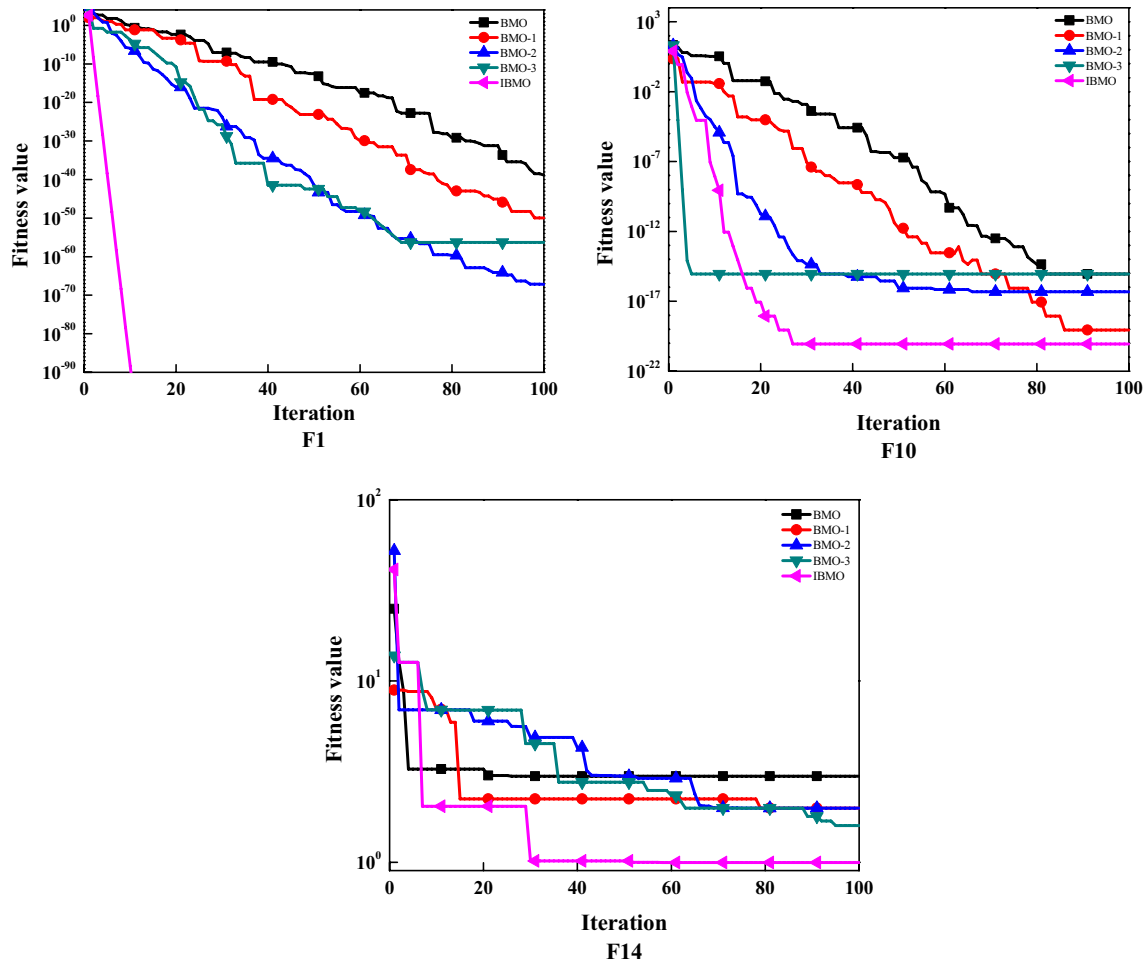 Fitness value
10^0
10^-10
10^-20
10^-30
10^-40
10^-50
10^-60
10^-70
10^-80
10^-90
BMO
BMO-1
BMO-2
BMO-3
IBMO
0 20 40 60 80 100
Iteration
F1
Fitness value
10^3
10^-2
10^-7
10^-12
10^-17
10^-22
BMO
BMO-1
BMO-2
BMO-3
IBMO
0 20 40 60 80 100
Iteration
F10
Fitness value
10^2
10^1
10^0
BMO
BMO-1
BMO-2
BMO-3
IBMO
0 20 40 60 80 100
Iteration
F14